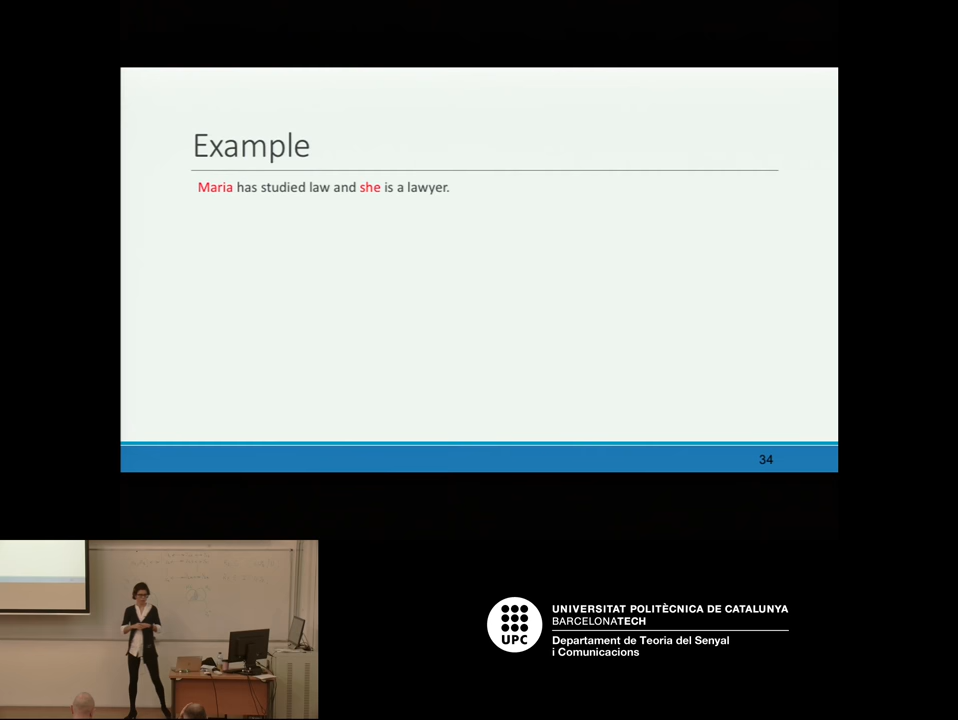 Example
Maria has studied law and she is a lawyer.
34
UPC
UNIVERSITAT POLITÈCNICA DE CATALUNYA
BARCELONATECH
Departament de Teoria del Senyal
i Comunicacions